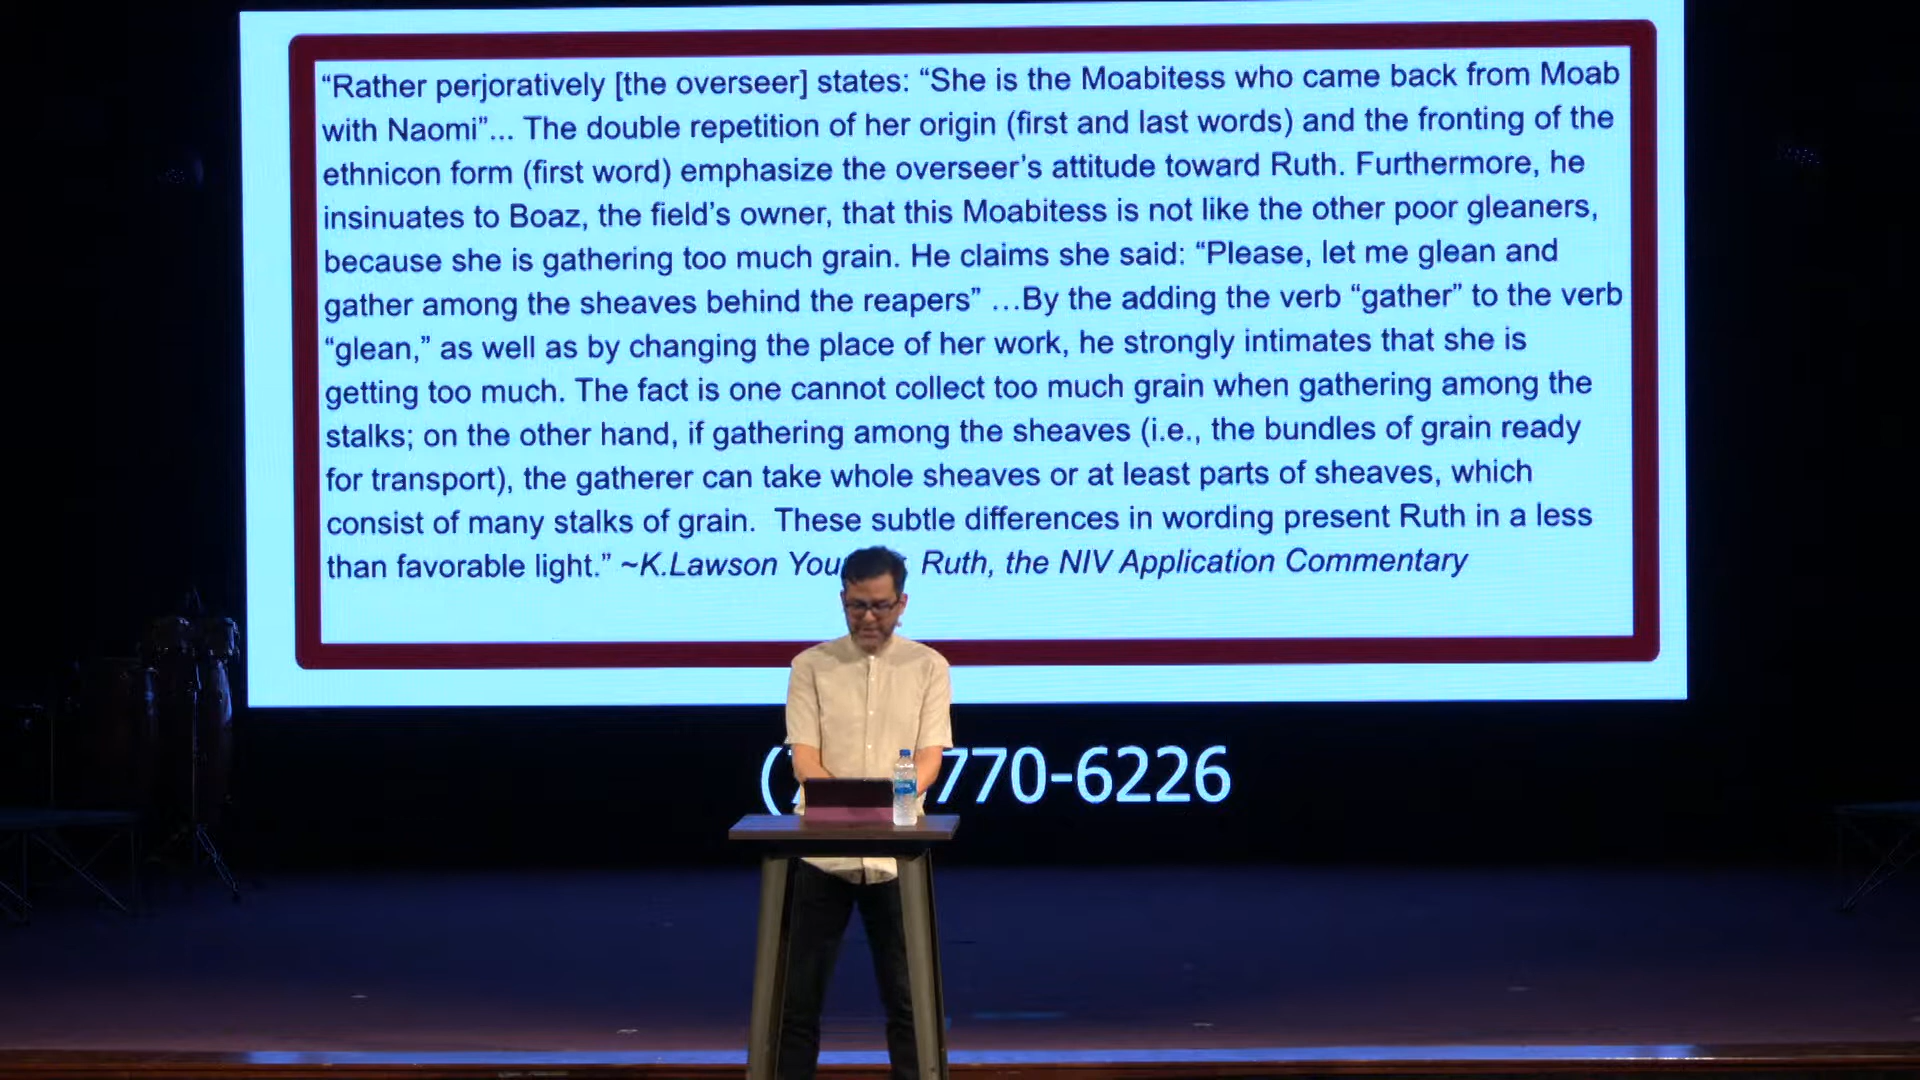 “Rather perjoratively [the overseer] states: “She is the Moabitess who came back from Moab
with Naomi”... The double repetition of her origin (first and last words) and the fronting of the
ethnicon form (first word) emphasize the overseer’s attitude toward Ruth. Furthermore, he
insinuates to Boaz, the field’s owner, that this Moabitess is not like the other poor gleaners,
because she is gathering too much grain. He claims she said: “Please, let me glean and
gather among the sheaves behind the reapers” …By the adding the verb “gather” to the verb
“glean,” as well as by changing the place of her work, he strongly intimates that she is
getting too much. The fact is one cannot collect too much grain when gathering among the
stalks; on the other hand, if gathering among the sheaves (i.e., the bundles of grain ready
for transport), the gatherer can take whole sheaves or at least parts of sheaves, which
consist of many stalks of grain.  These subtle differences in wording present Ruth in a less
than favorable light.” ~K.Lawson Ruth, the NIV Application Commentary
770-6226